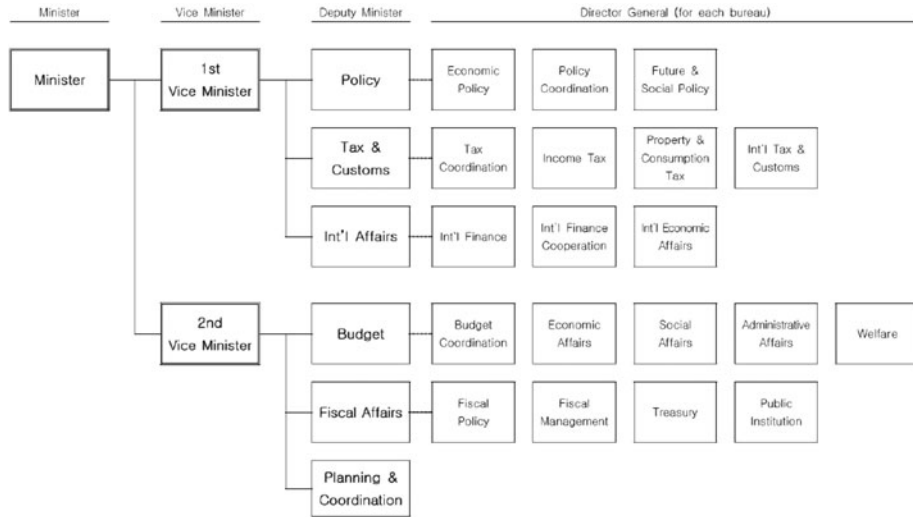 Minister Vice Minister Deputy Minister Director General (for each bureau)
Minister
1st
Vice Minister
Policy
Economic
Policy
Policy
Coordination
Future &
Social Policy
Tax &
Customs
Tax
Coordination
Income Tax
Property &
Consumption
Tax
Int'l Tax &
Customs
Int'l Affairs
Int'l Finance
Int'l Finance
Cooperation
Int'l Economic
Affairs
2nd
Vice Minister
Budget
Budget
Coordination
Economic
Affairs
Social
Affairs
Administrative
Affairs
Welfare
Fiscal Affairs
Fiscal
Policy
Fiscal
Management
Treasury
Public
Institution
Planning &
Coordination